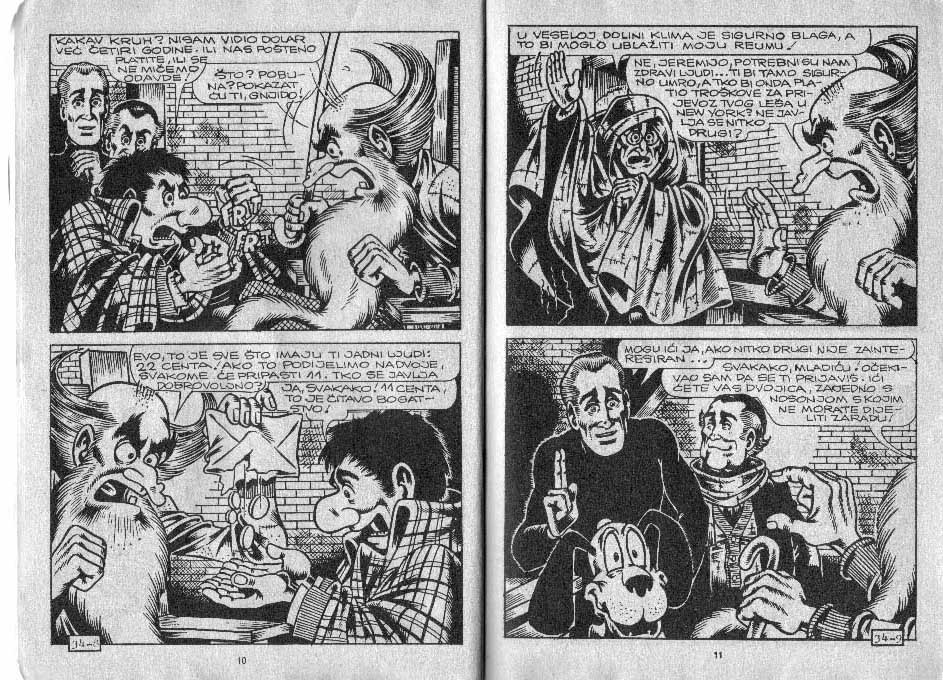 KAKAV KRUH? NISAM VIDIO DOLAR
VEĆ ČETIRI GODINE. ILI NAS POŠTENO
PLATITE, ILI SE
NE MIČEMO
ODAVDE!
ŠTO? POBU-
NA? POKAZAT
ĆU TI, GNJIDO!
EVO, TO JE SVE ŠTO IMAJU TI JADNI LJUDI:
22 CENTA! AKO TO PODIJELIMO NADVOJE,
SVAKOME ĆE PRIPASTI 11. TKO SE JAVLJA
DOBROVOLJNO?
JA, SVAKAKO! 11 CENTA,
TO JE ČITAVO BOGAT-
STVO!
10
U VESELOJ DOLINI KLIMA JE SIGURNO BLAGA, A
TO BI MOGLO UBLAŽITI MOJU REUMU!
NE, JEREMIJO, POTREBNI SU NAM
ZDRAVI LJUDI... TI BI TAMO SIGUR-
NO UMRO, A TKO BI ONDA PLA-
TIO TROŠKOVE ZA PRI-
JEVOZ TVOG LEŠA U
NEW YORK? NE JAV-
LJA SE NITKO
DRUGI?
MOGU IĆI JA, AKO NITKO DRUGI NIJE ZAINTE-
RESIRAN...
SVAKAKO, MLADIĆU! OČEKI-
VAO SAM DA SE TI PRIJAVIŠ. IĆI
ĆETE VAS DVOJICA, ZAJEDNO S
NOSONJOM S KOJIM
NE MORATE DIJE-
LITI ZARADU!
34-9
11